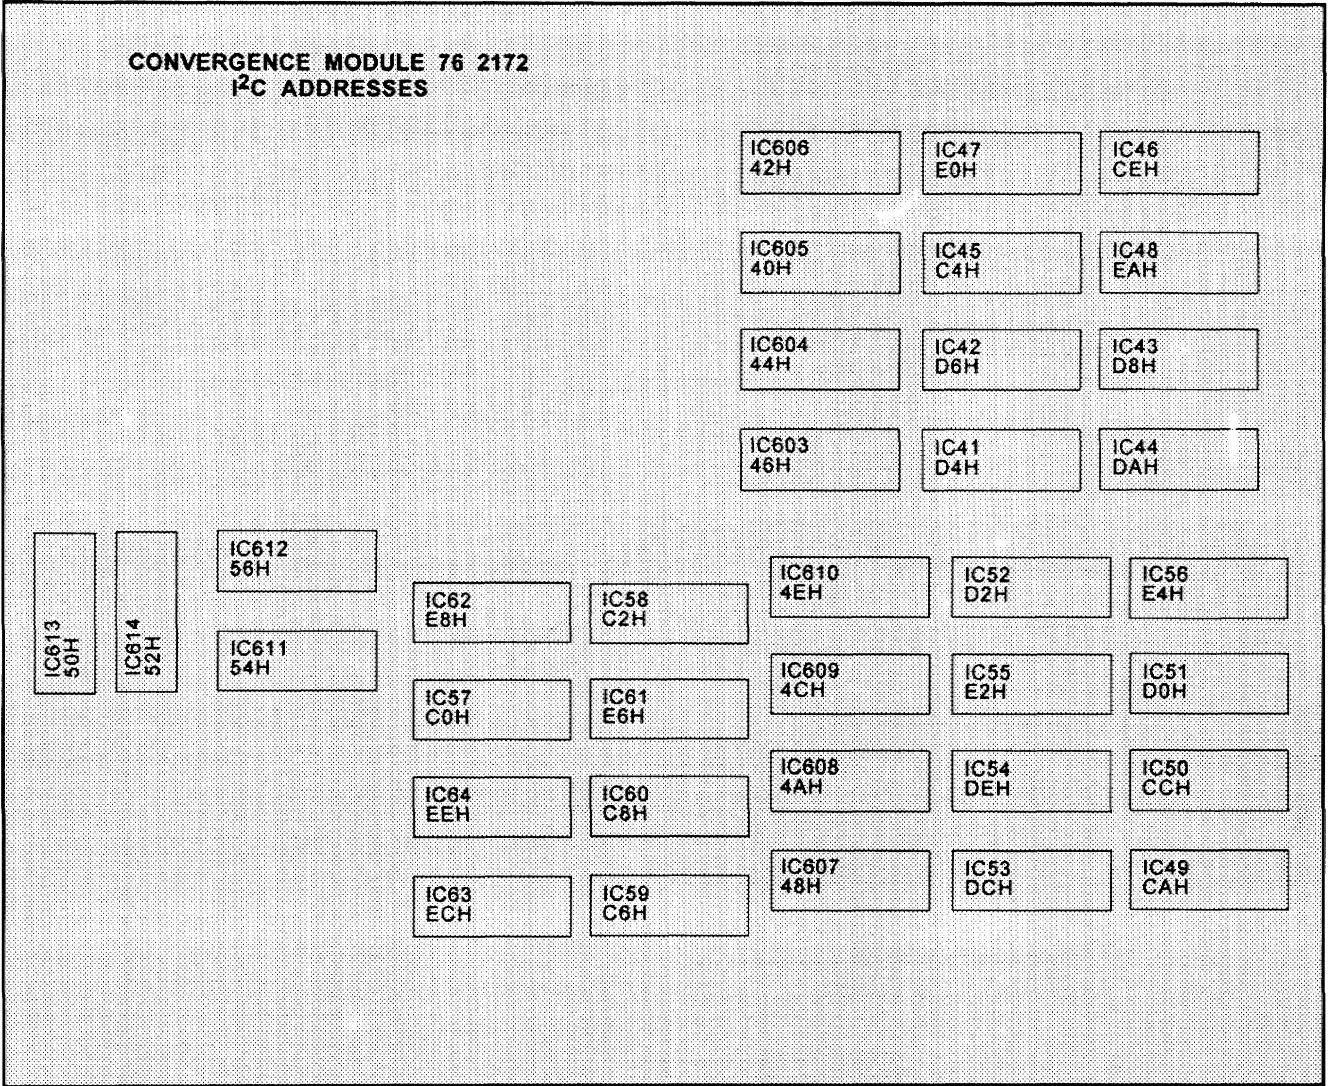 CONVERGENCE MODULE 76 2172
I²C ADDRESSES
IC606
42H
IC47
E0H
IC46
CEH
IC605
40H
IC45
C4H
IC48
EAH
IC604
44H
IC42
D6H
IC43
D8H
IC603
46H
IC41
D4H
IC44
DAH
IC613
50H
IC614
52H
IC612
56H
IC611
54H
IC62
E8H
IC58
C2H
IC57
C0H
IC61
E6H
IC64
EEH
IC60
C8H
IC63
ECH
IC59
C6H
IC610
4EH
IC52
D2H
IC56
E4H
IC609
4CH
IC55
E2H
IC51
D0H
IC608
4AH
IC54
DEH
IC50
CCH
IC607
48H
IC53
DCH
IC49
CAH